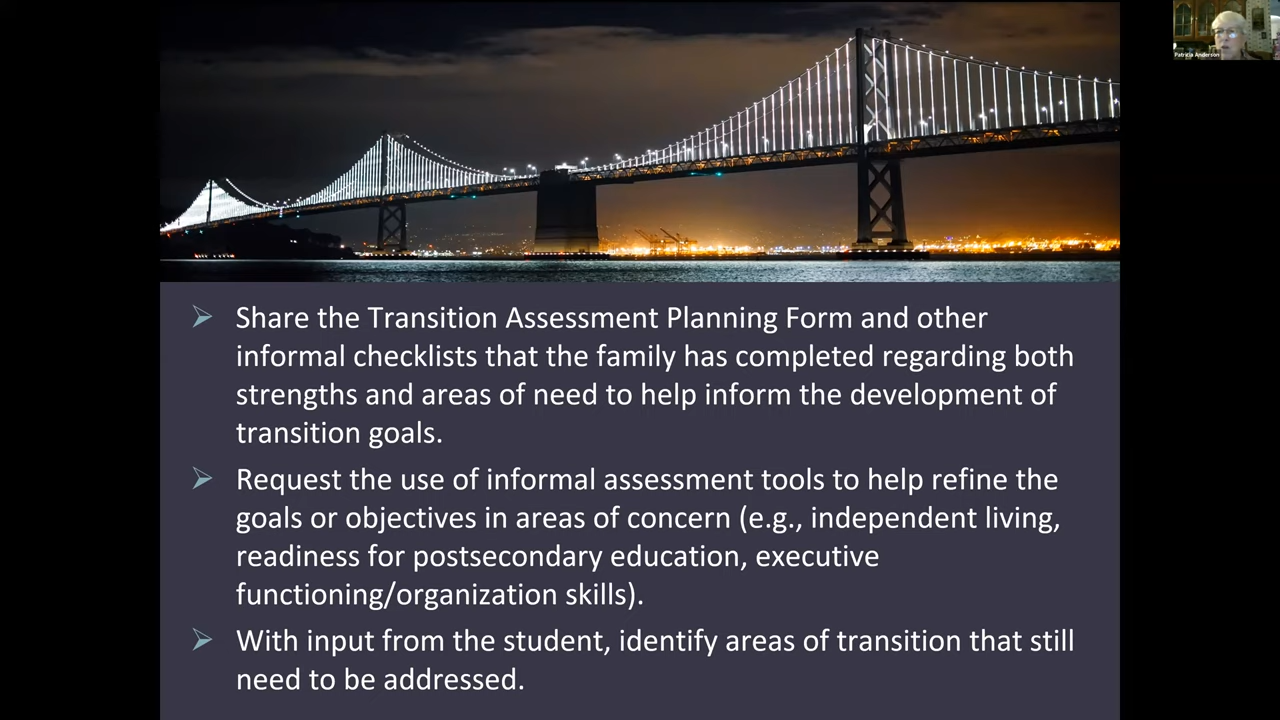 Patricia Anderson
Share the Transition Assessment Planning Form and other
informal checklists that the family has completed regarding both
strengths and areas of need to help inform the development of
transition goals.
Request the use of informal assessment tools to help refine the
goals or objectives in areas of concern (e.g., independent living,
readiness for postsecondary education, executive
functioning/organization skills).
With input from the student, identify areas of transition that still
need to be addressed.